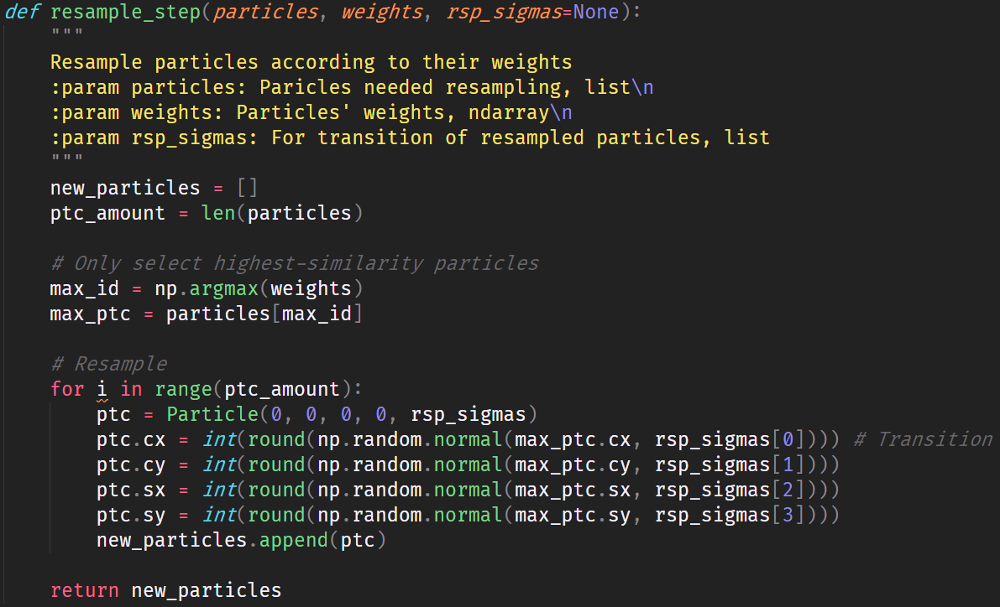 def resample_step(particles, weights, rsp_sigmas=None):
    """
    Resample particles according to their weights
    :param particles: Paricles needed resampling, list\n
    :param weights: Particles' weights, ndarray\n
    :param rsp_sigmas: For transition of resampled particles, list
    """
    new_particles = []
    ptc_amount = len(particles)

    # Only select highest-similarity particles
    max_id = np.argmax(weights)
    max_ptc = particles[max_id]

    # Resample
    for i in range(ptc_amount):
        ptc = Particle(0, 0, 0, 0, rsp_sigmas)
        ptc.cx = int(round(np.random.normal(max_ptc.cx, rsp_sigmas[0]))) # Transition
        ptc.cy = int(round(np.random.normal(max_ptc.cy, rsp_sigmas[1])))
        ptc.sx = int(round(np.random.normal(max_ptc.sx, rsp_sigmas[2])))
        ptc.sy = int(round(np.random.normal(max_ptc.sy, rsp_sigmas[3])))
        new_particles.append(ptc)

    return new_particles